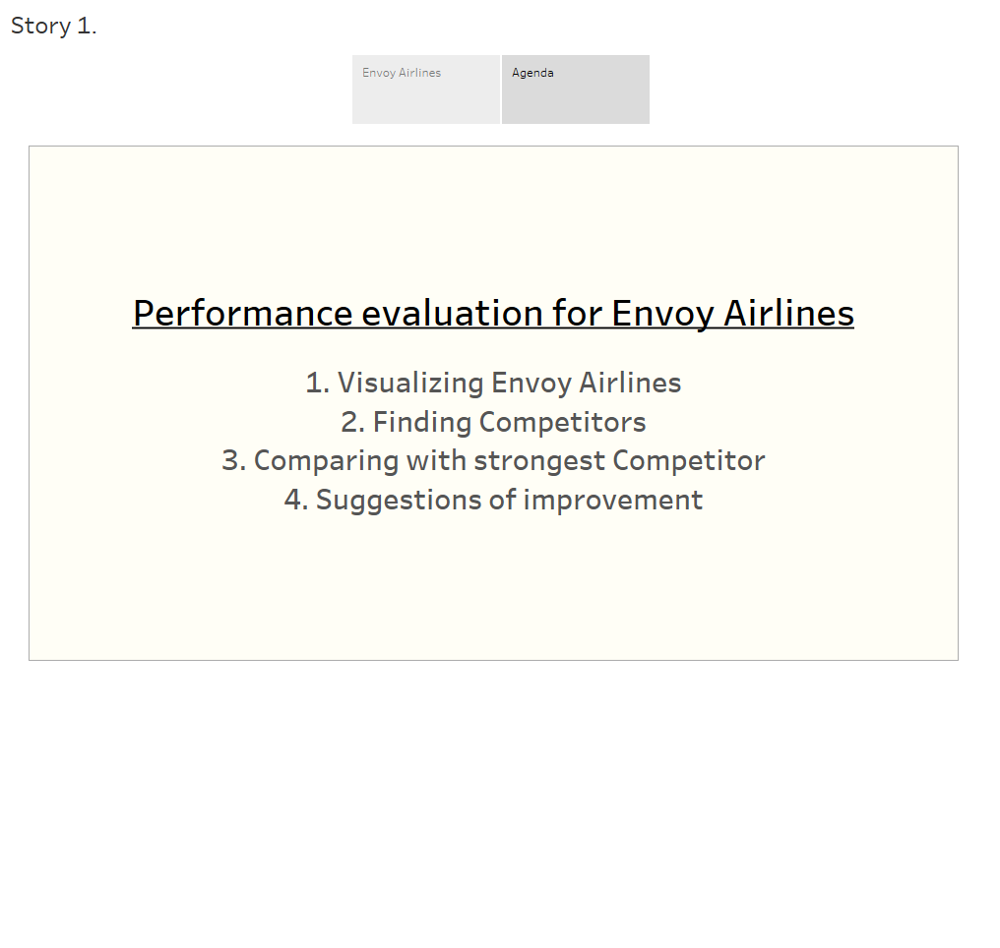 Story 1.
Envoy Airlines
Agenda
Performance evaluation for Envoy Airlines
1. Visualizing Envoy Airlines
2. Finding Competitors
3. Comparing with strongest Competitor
4. Suggestions of improvement